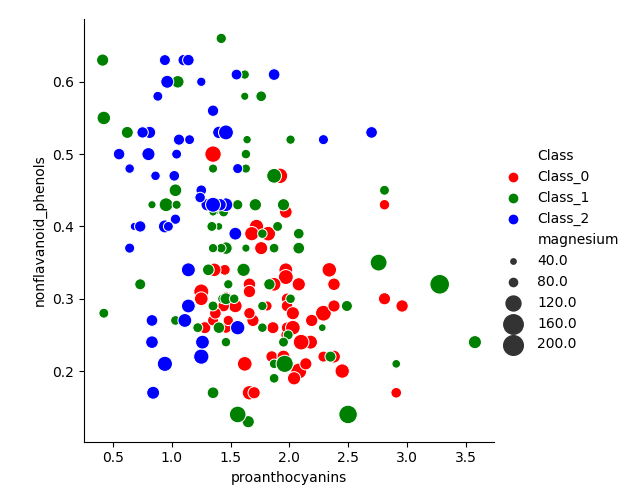 0.6
0.5
0.4
0.3
0.2
nonflavanoid_phenols
0.5
1.0
1.5
2.0
2.5
3.0
3.5
proanthocyanins
Class
Class_0
Class_1
Class_2
magnesium
40.0
80.0
120.0
160.0
200.0